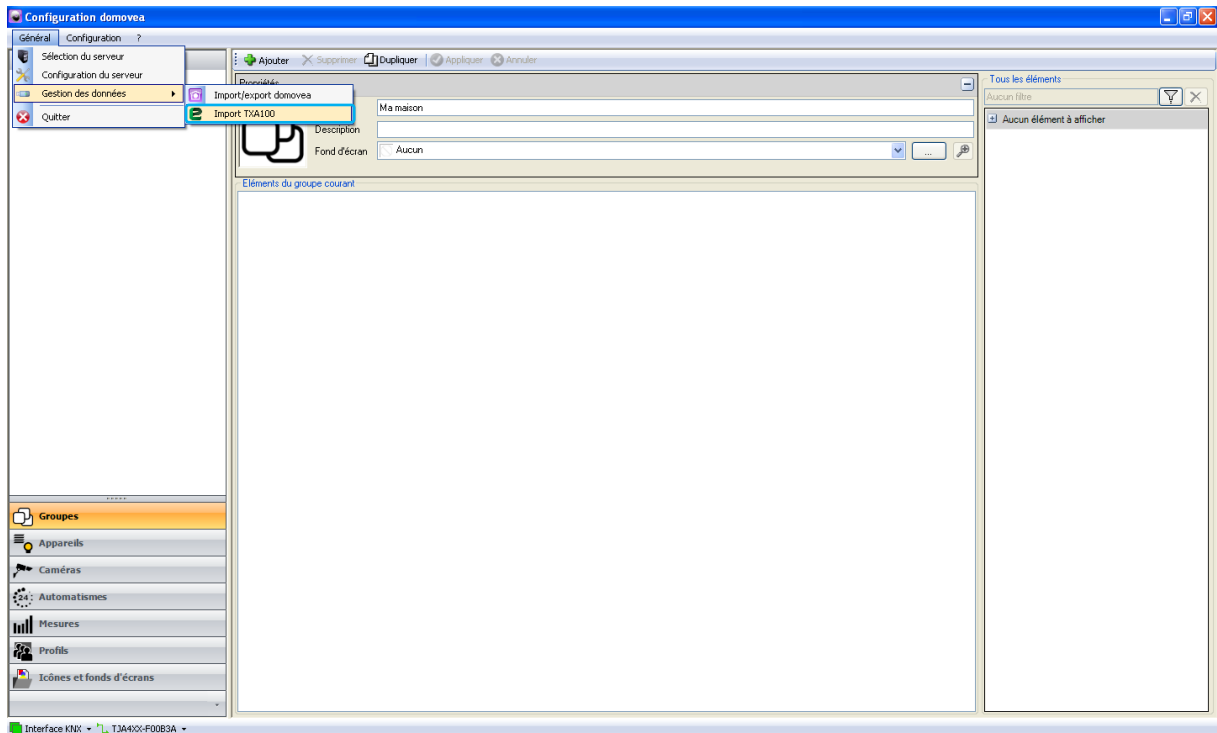 Configuration domovea
Général Configuration ?
Sélection du serveur
Configuration du serveur
Gestion des données
Quitter
Import/export domovea
Import TXA100
Ajouter Supprimer Dupliquer Appliquer Annuler
Propriétés
Ma maison
Description
Fond d'écran Aucun ...
Eléments du groupe courant
Tous les éléments
Aucun filtre
Aucun élément à afficher
Groupes
Appareils
Caméras
24 Automatismes
Mesures
Profils
Icônes et fonds d'écrans
Interface KNX TJA4XX-F00B3A